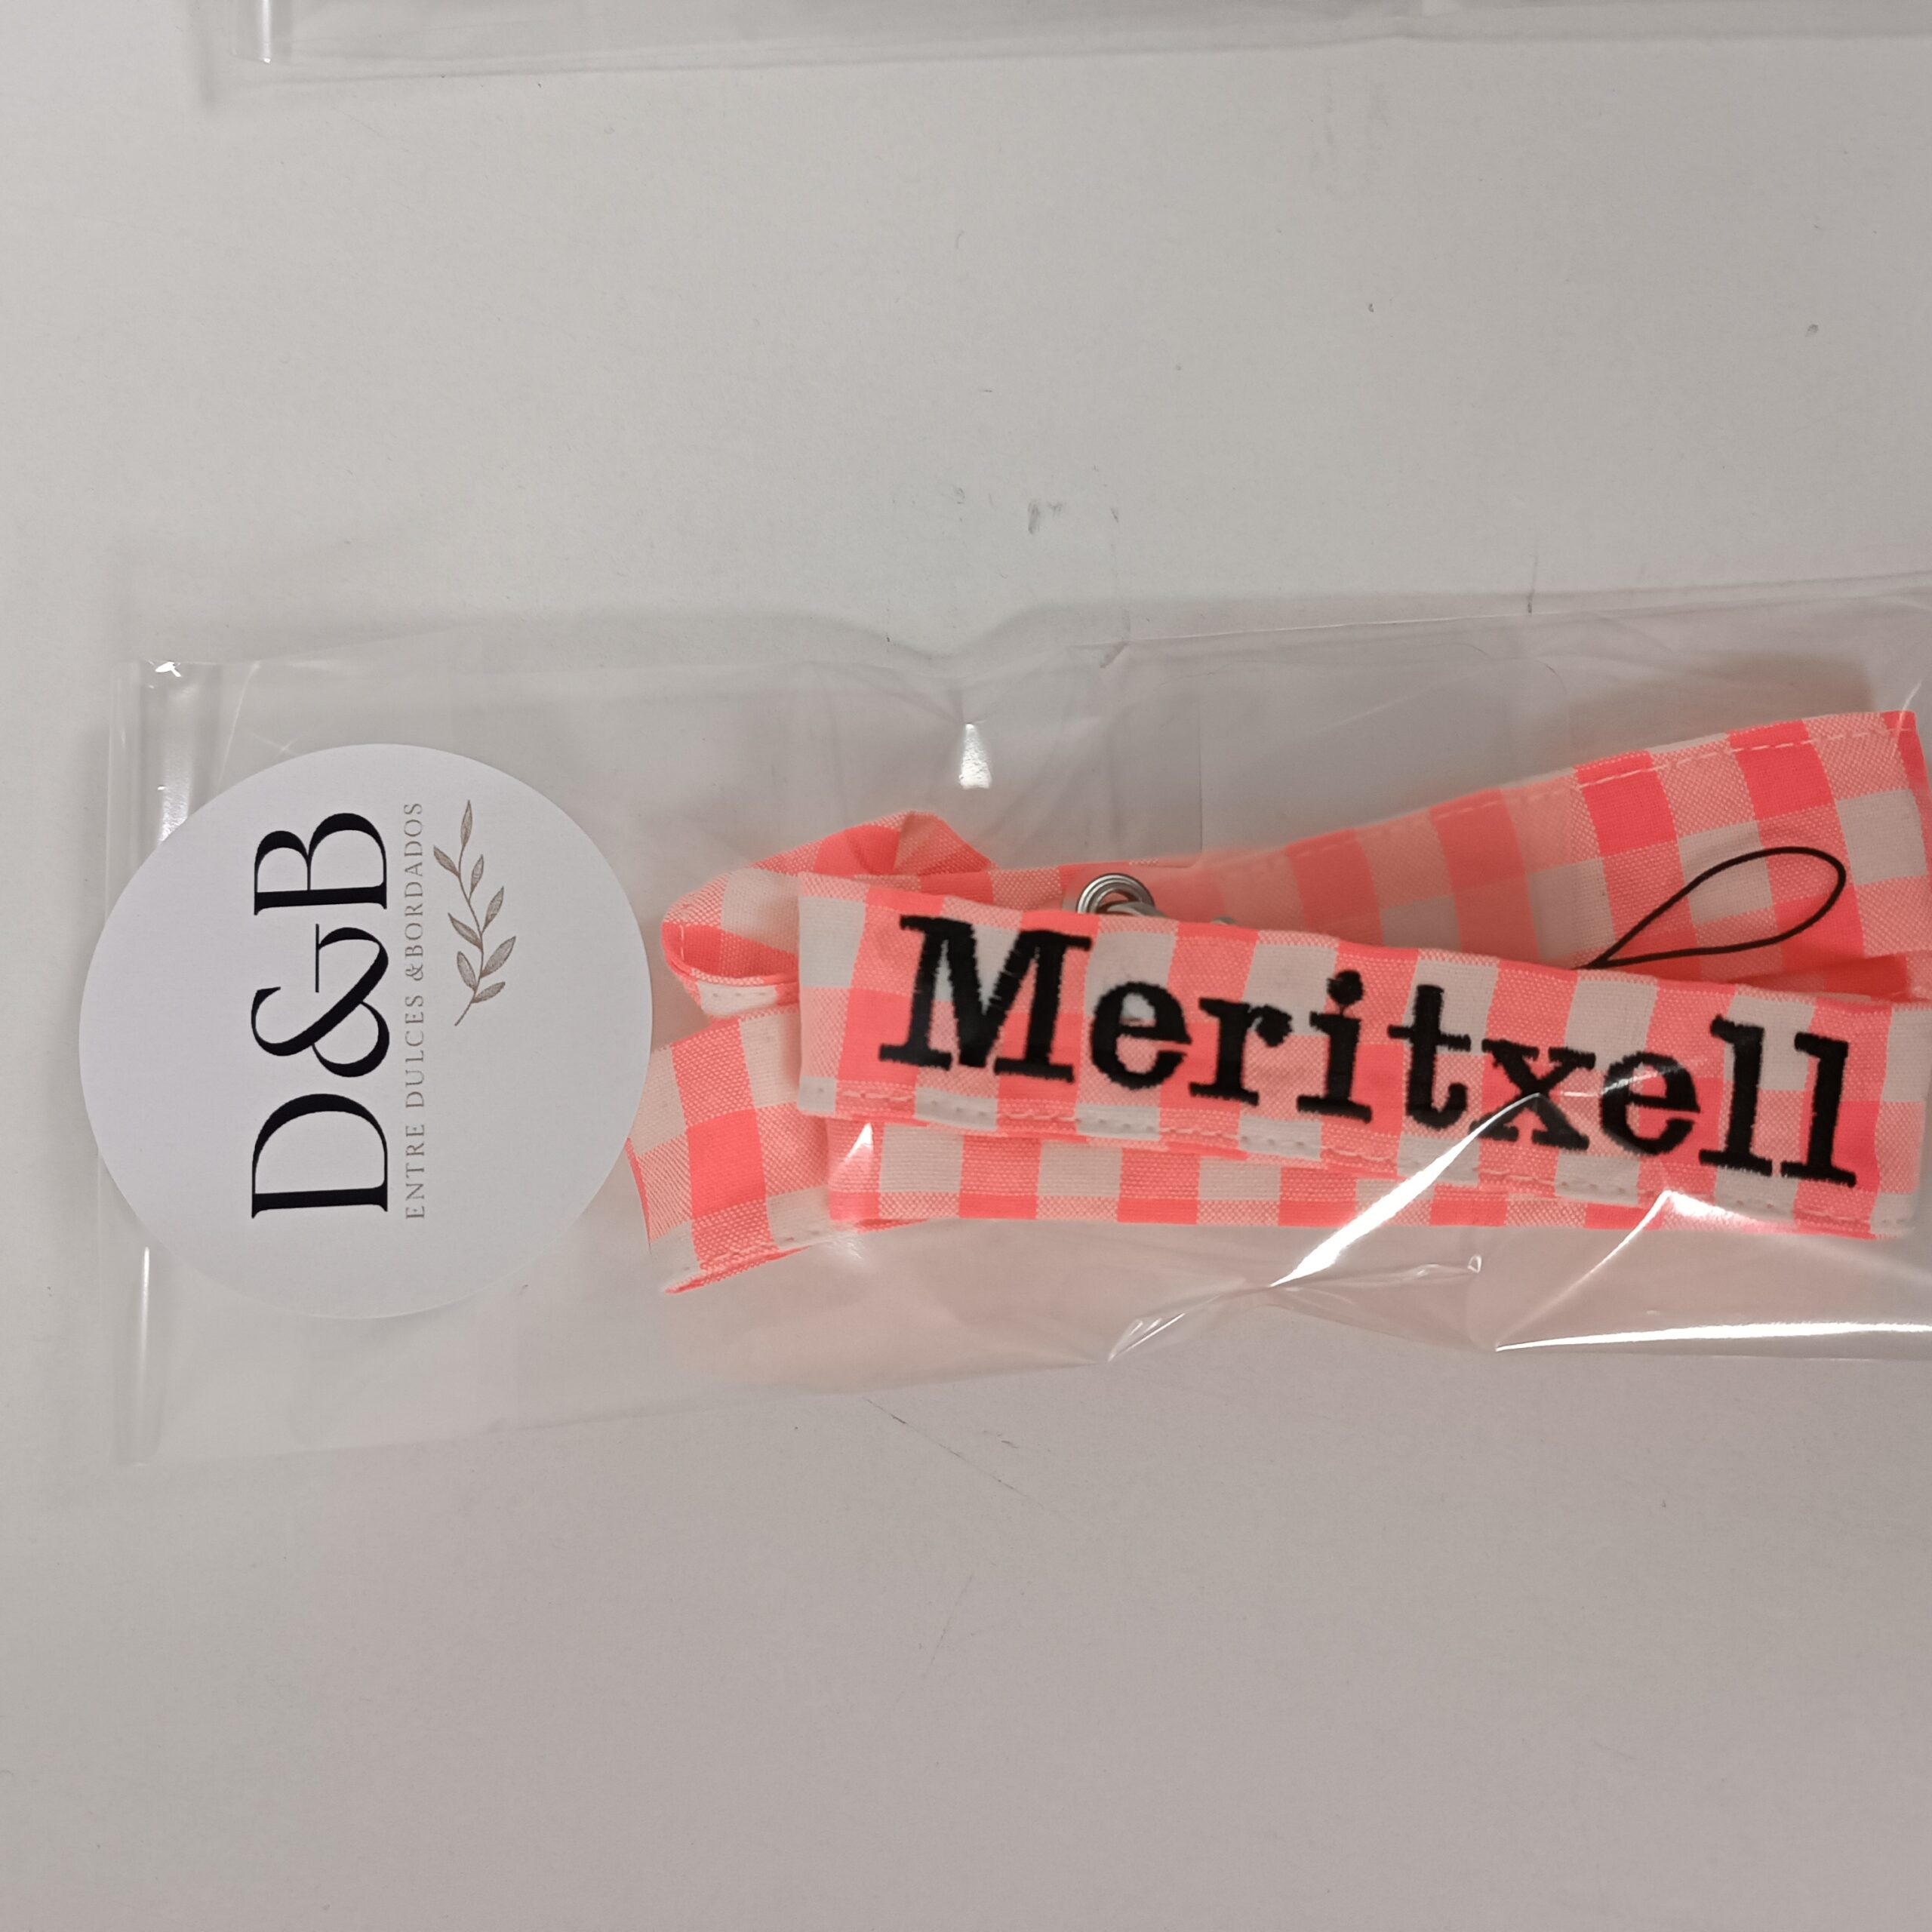 D&B
ENTRE DULCES &BORDADOS
Meritxell